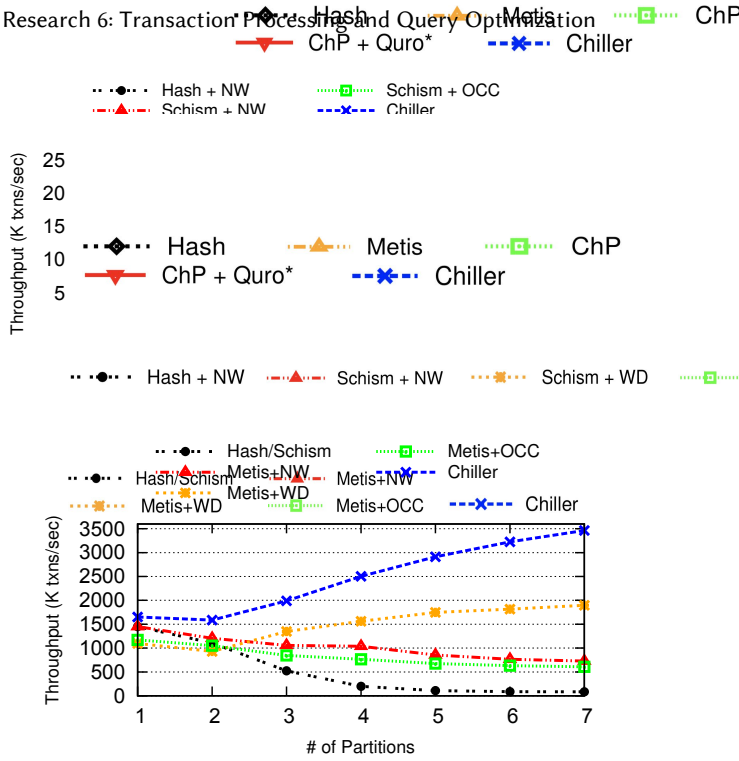 Research 6: Transaction Processing and Query Optimization
Hash Metis ChP
ChP + Quro* Chiller
Hash + NW Schism + OCC
Schism + NW Chiller
Throughput (K txns/sec)
25
20
15
10
5
Hash Metis ChP
ChP + Quro* Chiller
Hash + NW Schism + NW Schism + WD
Hash/Schism Metis+OCC
Metis+NW Chiller
Metis+WD
Hash/Schism Metis+NW
Metis+WD Metis+OCC Chiller
Throughput (K txns/sec)
3500
3000
2500
2000
1500
1000
500
0
1 2 3 4 5 6 7
# of Partitions